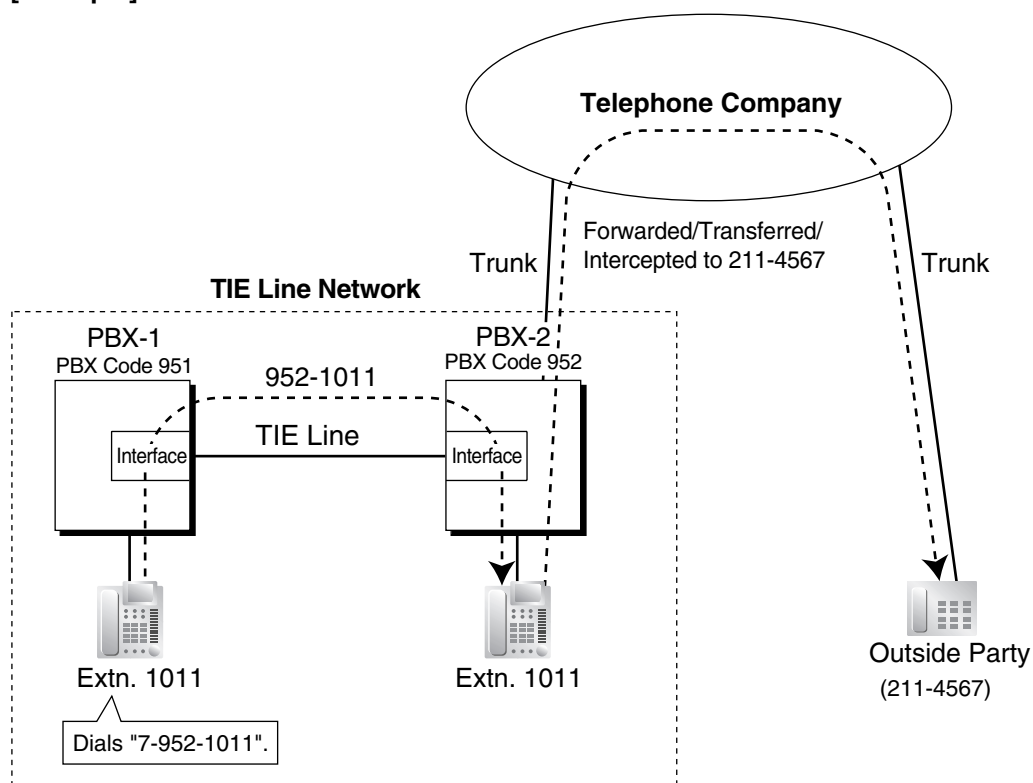 Telephone Company
Forwarded/Transferred/
Intercepted to 211-4567
Trunk
Trunk
TIE Line Network
PBX-1
PBX Code 951
PBX-2
PBX Code 952
952-1011
TIE Line
Interface
Interface
Extn. 1011
Extn. 1011
Outside Party
(211-4567)
Dials "7-952-1011".